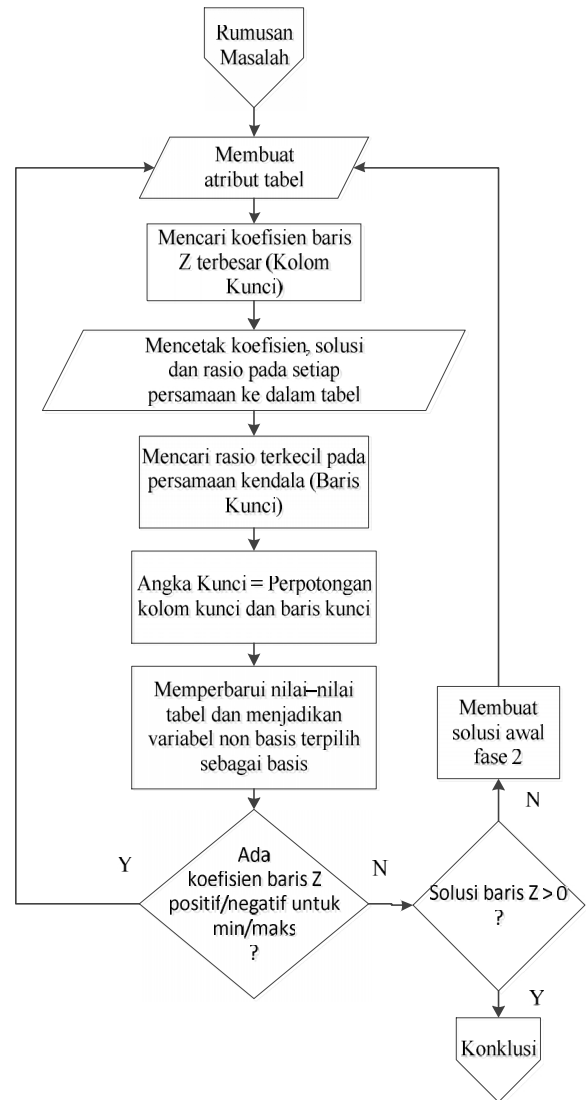 Rumusan
Masalah
Membuat
atribut tabel
Mencari koefisien baris
Z terbesar (Kolom
Kunci)
Mencetak koefisien, solusi
dan rasio pada setiap
persamaan ke dalam tabel
Mencari rasio terkecil pada
persamaan kendala (Baris
Kunci)
Angka Kunci = Perpotongan
kolom kunci dan baris kunci
Memperbarui nilai–nilai
tabel dan menjadikan
variabel non basis terpilih
sebagai basis
Membuat
solusi awal
fase 2
N
Y
Ada
koefisien baris Z
positif/negatif untuk
min/maks
?
N
Solusi baris Z > 0
?
Y
Konklusi